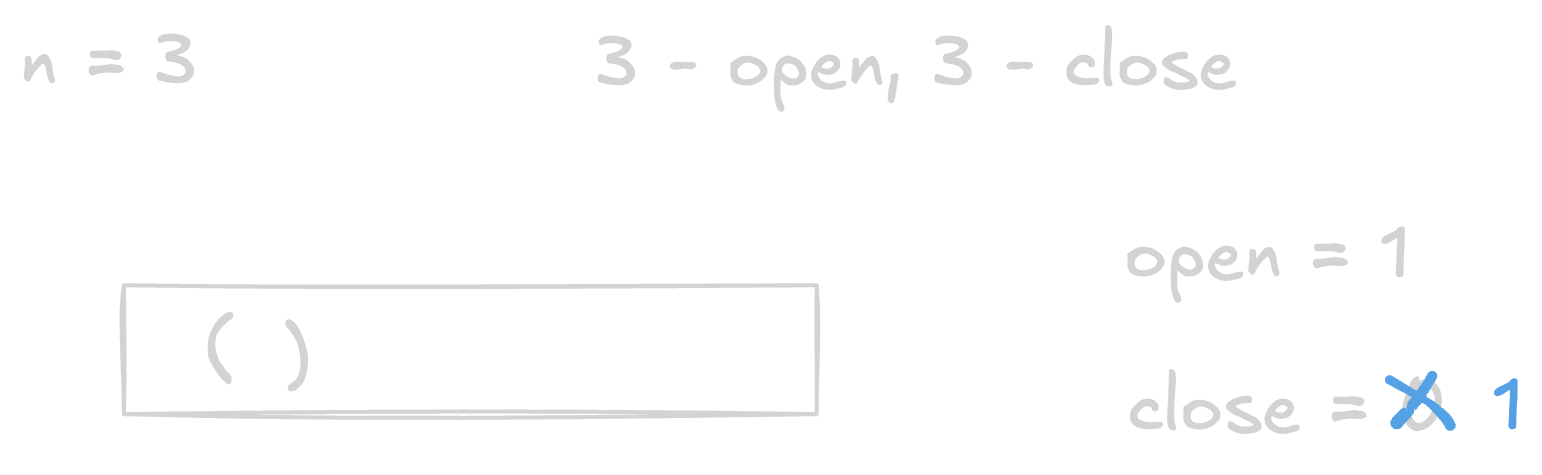 n = 3
3 - open, 3 - close
open = 1
( )
close = 0 1